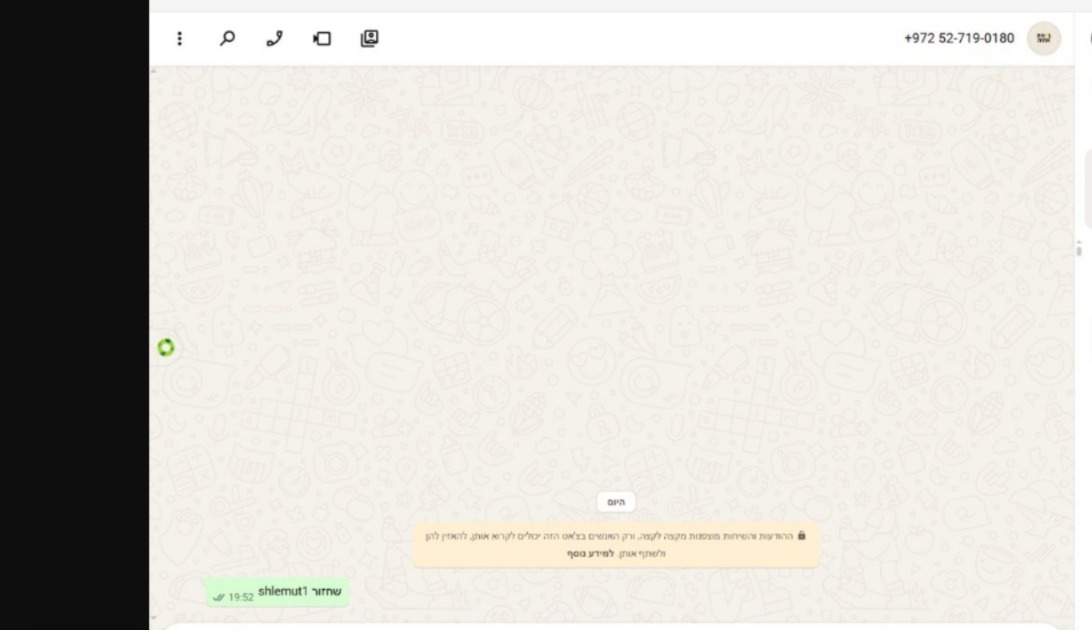 +972 52-719-0180
היום
ההודעות והשיחות מוצפנות מקצה לקצה, ורק האנשים בצ'אט הזה יכולים לקרוא אותן, להאזין להן
ולשתף אותן. למידע נוסף
שחזור shlemut1
19:52